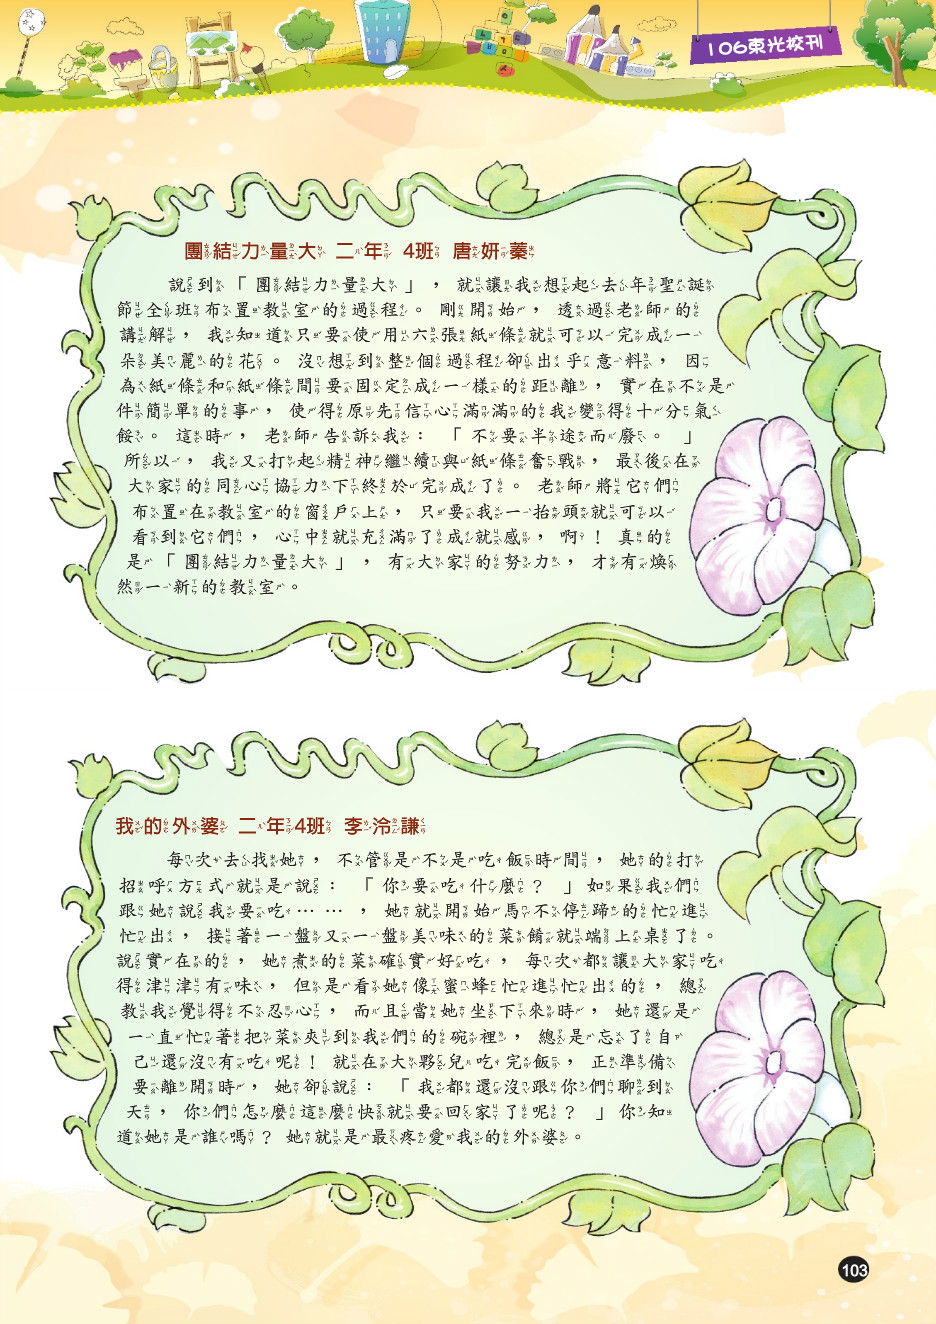 106東光校刊
團結力量大 二年 4班 唐妍蓁
說到「團結力量大」，就讓我想起去年聖誕
節全班布置教室的過程。剛開始，透過老師的
講解，我知道只要使用六張紙條就可以完成一
朵美麗的花。沒想到整個過程卻出乎意料，因
為紙條和紙條間要固定成一樣的距離，實在不是
件簡單的事，使得原先信心滿滿的我變得十分氣
餒。這時，老師告訴我：「不要半途而廢。」
所以，我又打起精神繼續與紙條奮戰，最後在
大家的同心協力下終於完成了。老師將它們
布置在教室的窗戶上，只要我一抬頭就可以
看到它們，心中就充滿了成就感，啊！真的
是「團結力量大」，有大家的努力，才有煥
然一新的教室。
我的外婆 二年4班 李泠謙
每次去找她，不管是不是吃飯時間，她的打
招呼方式就是說：「你要吃什麼？」如果我們
跟她說我要吃……，她就開始馬不停蹄的忙進
忙出，接著一盤又一盤美味的菜餚就端上桌了。
說實在的，她煮的菜確實好吃，每次都讓大家吃
得津津有味，但是看她像蜜蜂忙進忙出的，總
教我覺得不忍心，而且當她坐下來時，她還是
一直忙著把菜夾到我們的碗裡，總是忘了自
己還沒有吃呢！就在大夥兒吃完飯，正準備
要離開時，她卻說：「我都還沒跟你們聊到
天，你們怎麼這麼快就要回家了呢？」你知
道她是誰嗎？她就是最疼愛我的外婆。
103